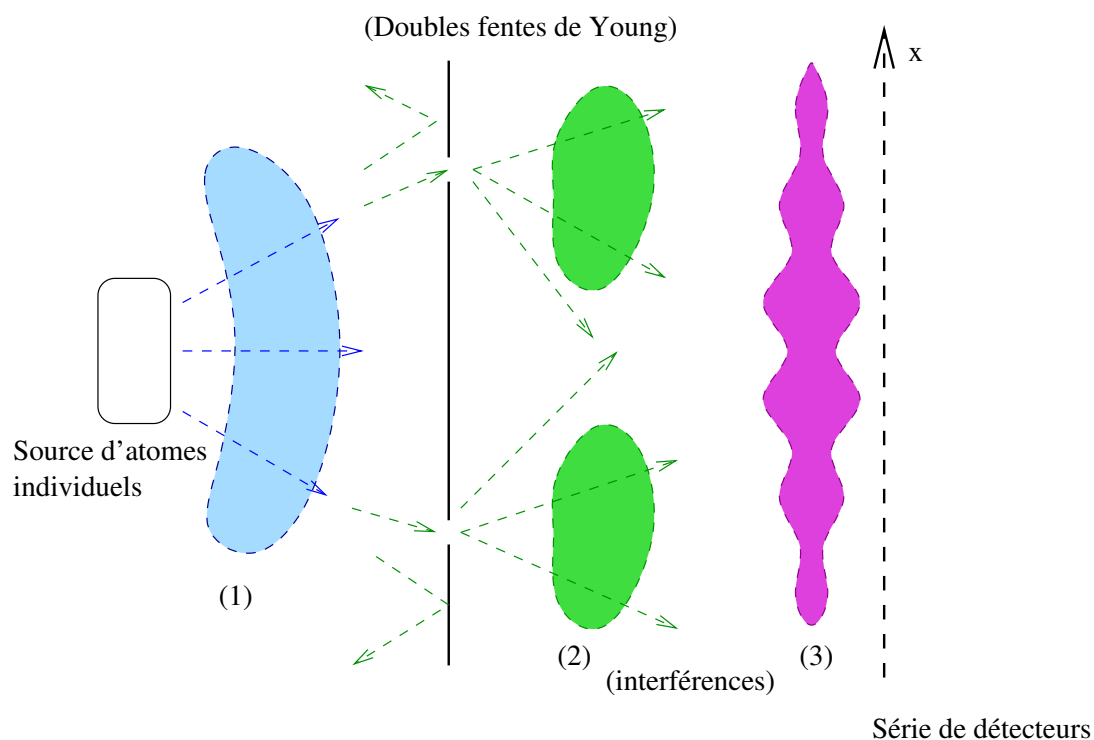 (Doubles fentes de Young)
x
Source d'atomes
individuels
(1)
(2)
(3)
(interférences)
Série de détecteurs